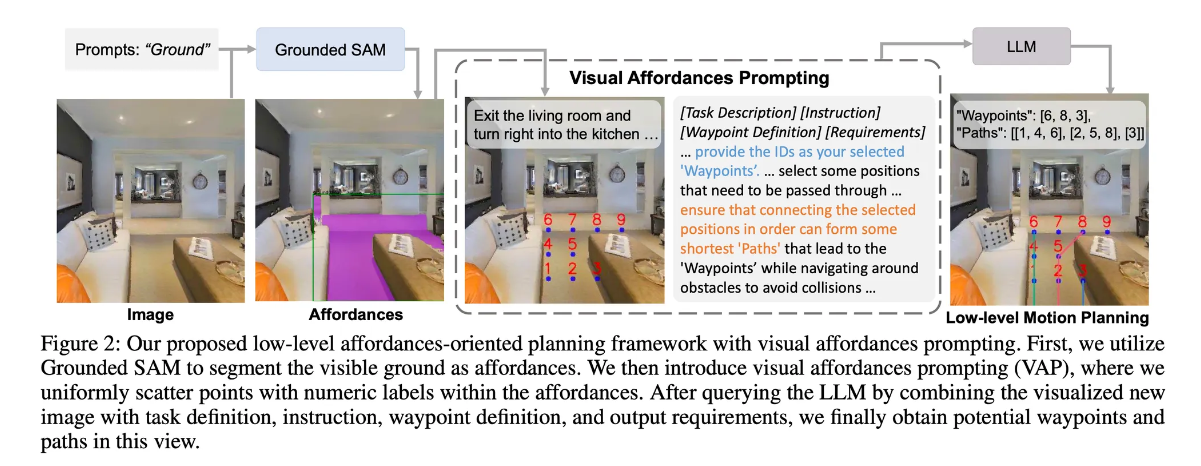 Prompts: “Ground”
Grounded SAM
LLM
Visual Affordances Prompting
Exit the living room and
turn right into the kitchen …
6 7 8 9
4 5
1 2 3
[Task Description] [Instruction]
[Waypoint Definition] [Requirements]
… provide the IDs as your selected
'Waypoints'. … select some positions
that need to be passed through …
ensure that connecting the selected
positions in order can form some
shortest 'Paths' that lead to the
'Waypoints' while navigating around
obstacles to avoid collisions …
"Waypoints": [6, 8, 3],
"Paths": [[1, 4, 6], [2, 5, 8], [3]]
6 7 8 9
4 5
1 2 3
Image
Affordances
Low-level Motion Planning
Figure 2: Our proposed low-level affordances-oriented planning framework with visual affordances prompting. First, we utilize
Grounded SAM to segment the visible ground as affordances. We then introduce visual affordances prompting (VAP), where we
uniformly scatter points with numeric labels within the affordances. After querying the LLM by combining the visualized new
image with task definition, instruction, waypoint definition, and output requirements, we finally obtain potential waypoints and
paths in this view.